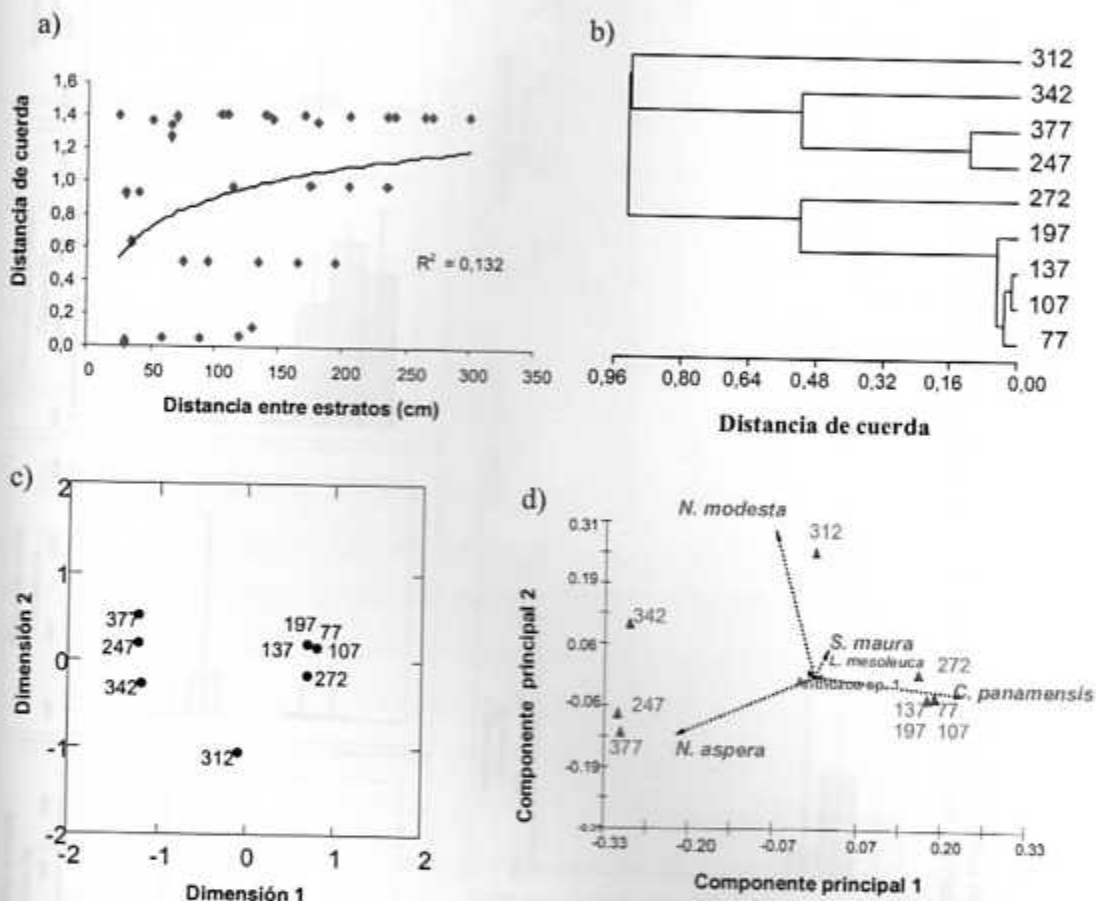 a)
Distancia de cuerda
1,6
1,4
1,2
1,0
0,8
0,6
0,4
0,2
0,0
R² = 0,132
0 50 100 150 200 250 300 350
Distancia entre estratos (cm)
b)
312
342
377
247
272
197
137
107
77
0,96 0,80 0,64 0,48 0,32 0,16 0,00
Distancia de cuerda
c)
Dimensión 2
2
1
0
-1
-2
377
247
342
197 77
137 107
272
312
-2 -1 0 1 2
Dimensión 1
d)
Componente principal 2
0.31
0.19
0.06
-0.06
-0.19
N. modesta
312
342
S. maura
L. mesoleuca
272
sp. 1
C. panamensis
247
377
N. aspera
137 77
197 107
-0.33 -0.20 -0.07 0.07 0.20 0.33
Componente principal 1